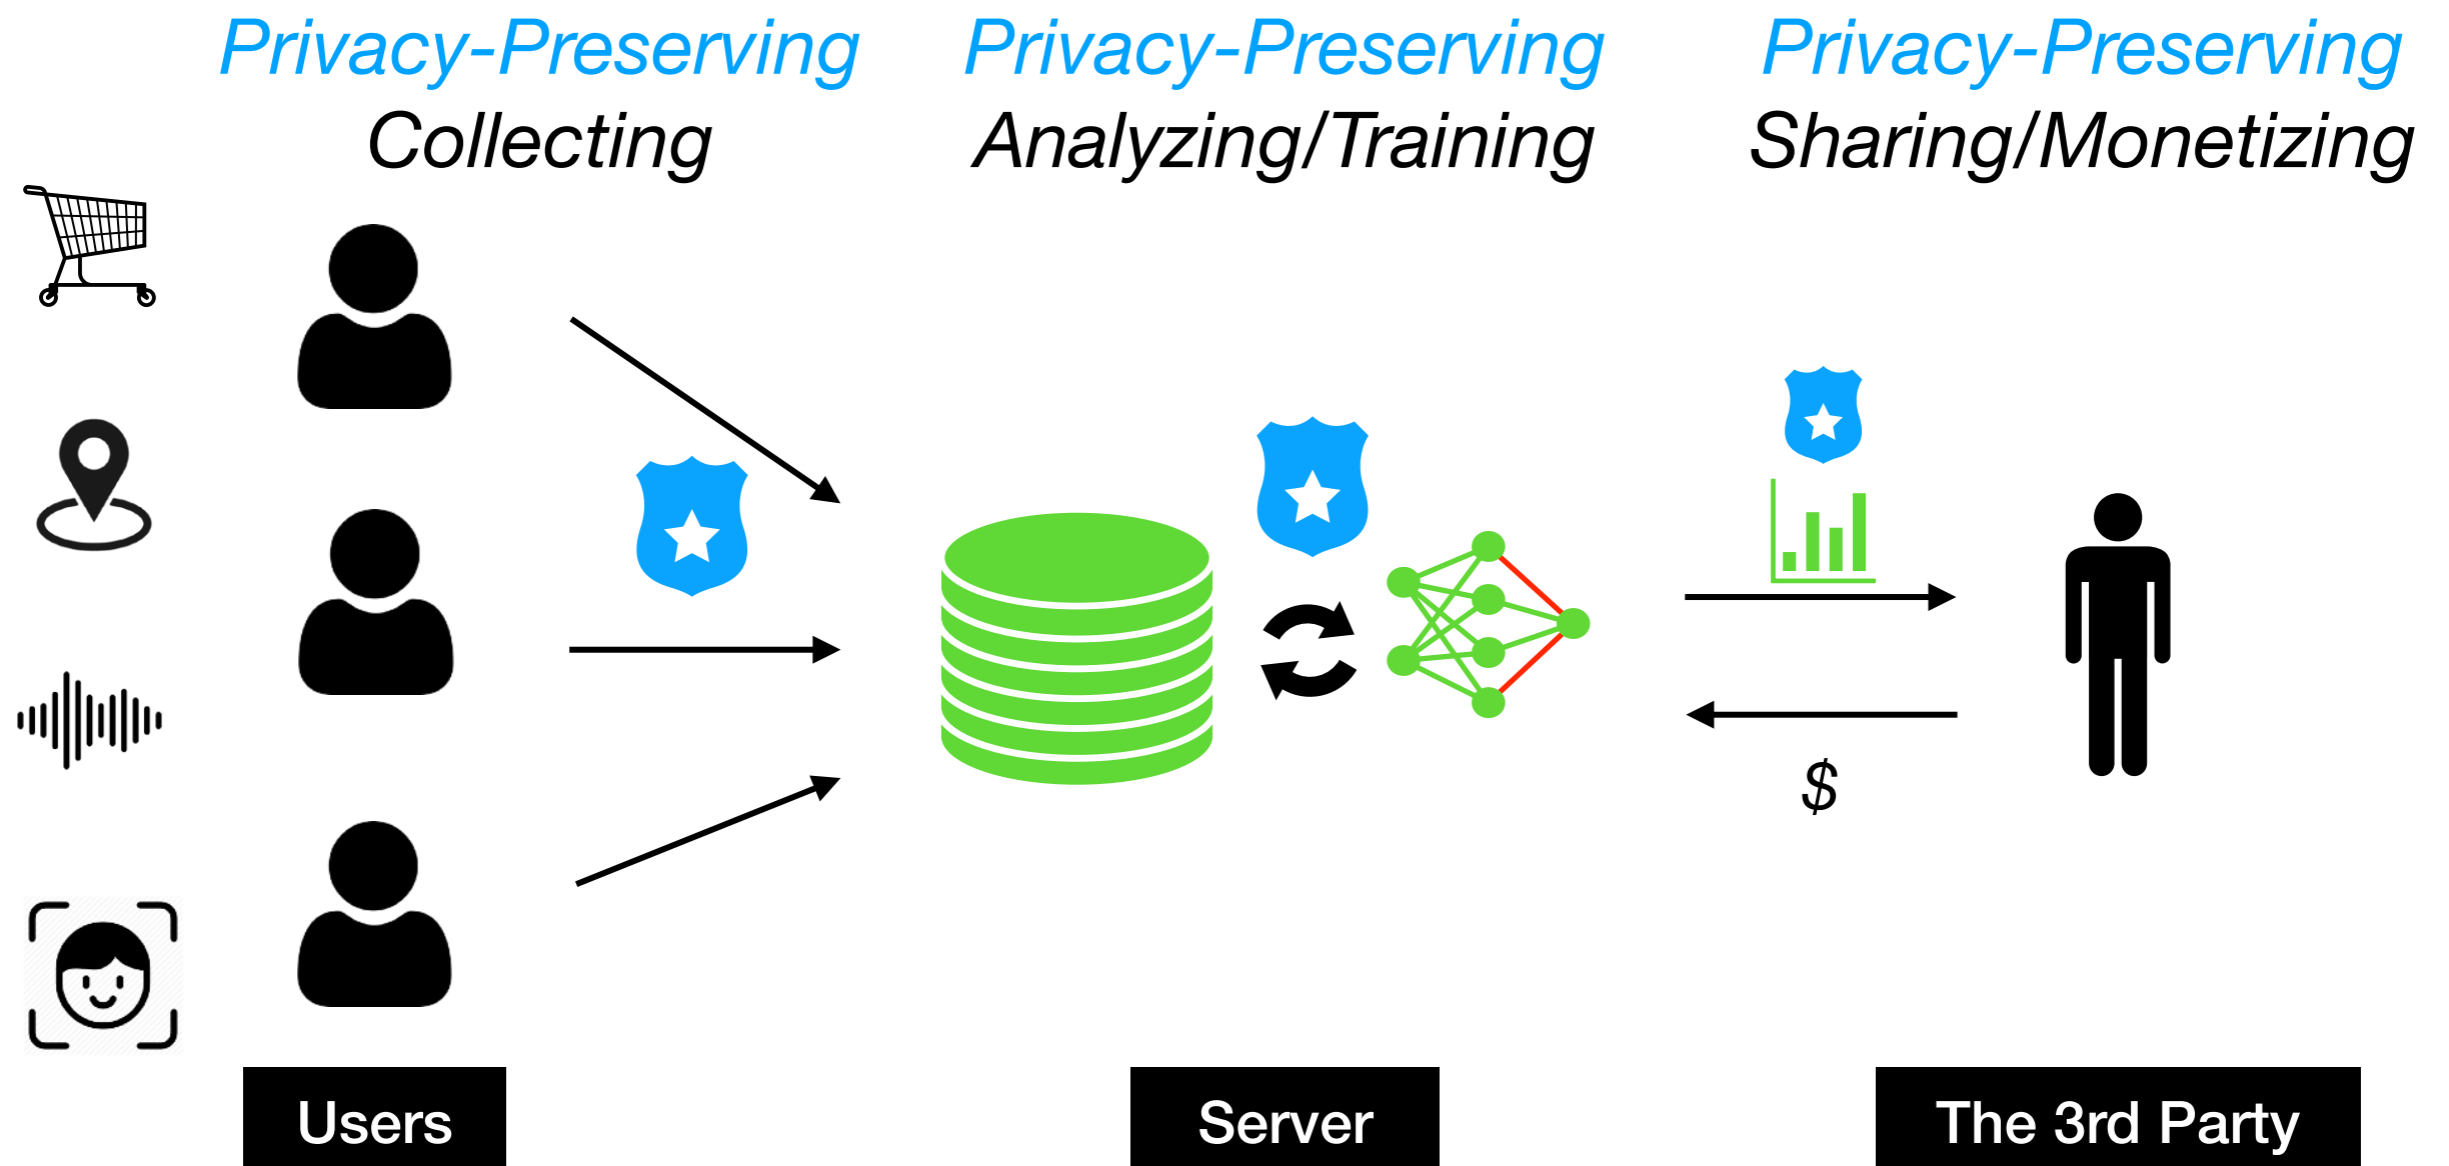 Privacy-Preserving
Collecting
Privacy-Preserving
Analyzing/Training
Privacy-Preserving
Sharing/Monetizing
$
Users
Server
The 3rd Party